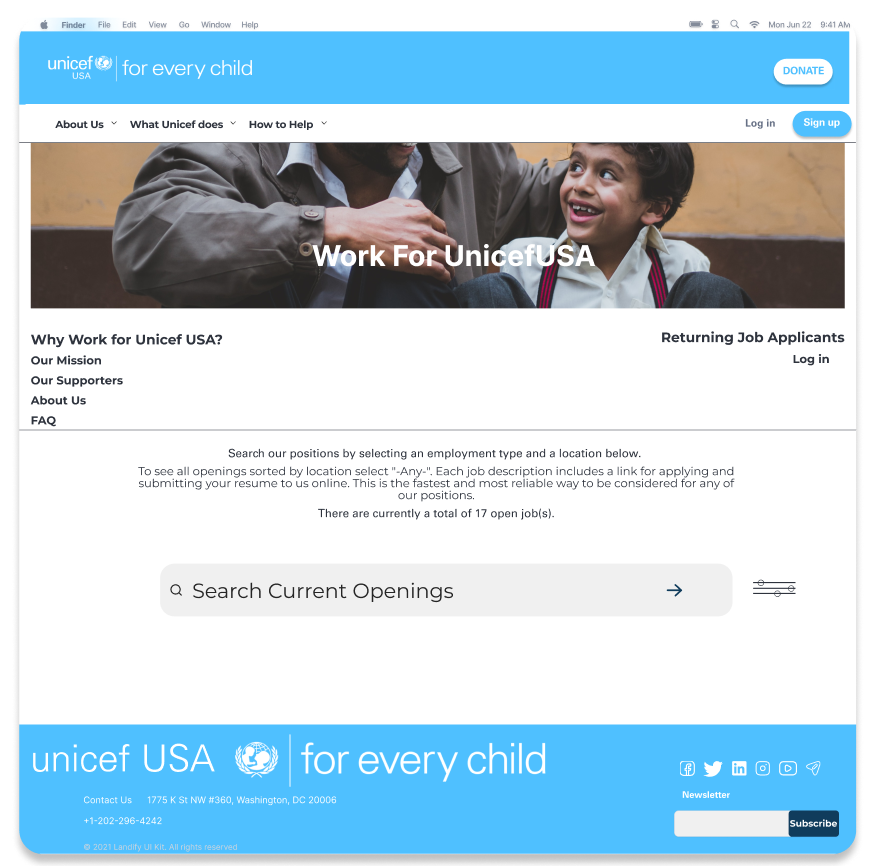 Finder File Edit View Go Window Help Mon Jun 22 9:41 AM
unicef for every child
USA
DONATE
About Us What Unicef does How to Help Log in Sign up
Work For UnicefUSA
Why Work for Unicef USA?
Our Mission
Our Supporters
About Us
FAQ
Returning Job Applicants
Log in
Search our positions by selecting an employment type and a location below.
To see all openings sorted by location select "-Any-". Each job description includes a link for applying and
submitting your resume to us online. This is the fastest and most reliable way to be considered for any of
our positions.
There are currently a total of 17 open job(s).
Search Current Openings
unicef USA for every child
Contact Us 1775 K St NW #360, Washington, DC 20006
+1-202-296-4242
© 2021 Landify UI Kit. All rights reserved
Newsletter
Subscribe